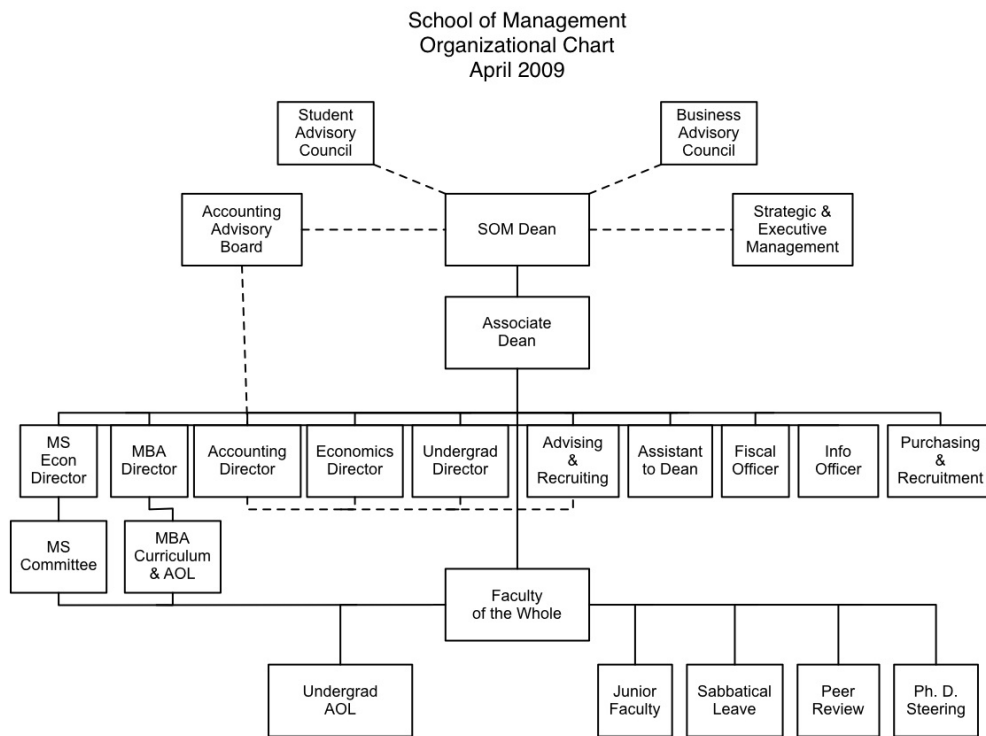 School of Management
Organizational Chart
April 2009
Student
Advisory
Council
Business
Advisory
Council
Accounting
Advisory
Board
SOM Dean
Strategic &
Executive
Management
Associate
Dean
MS
Econ
Director
MBA
Director
Accounting
Director
Economics
Director
Undergrad
Director
Advising
&
Recruiting
Assistant
to Dean
Fiscal
Officer
Info
Officer
Purchasing
&
Recruitment
MS
Committee
MBA
Curriculum
& AOL
Faculty
of the Whole
Undergrad
AOL
Junior
Faculty
Sabbatical
Leave
Peer
Review
Ph. D.
Steering